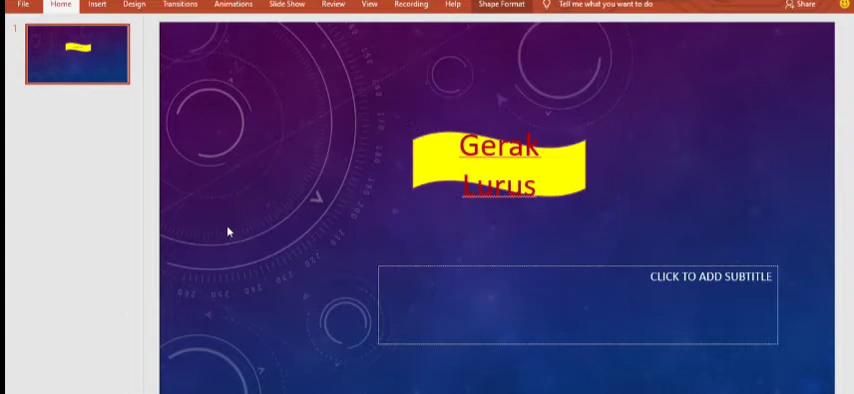 File Home Insert Design Transitions Animations Slide Show Review View Recording Help Shape Format Tell me what you want to do Share
1
Gerak
Lurus
CLICK TO ADD SUBTITLE